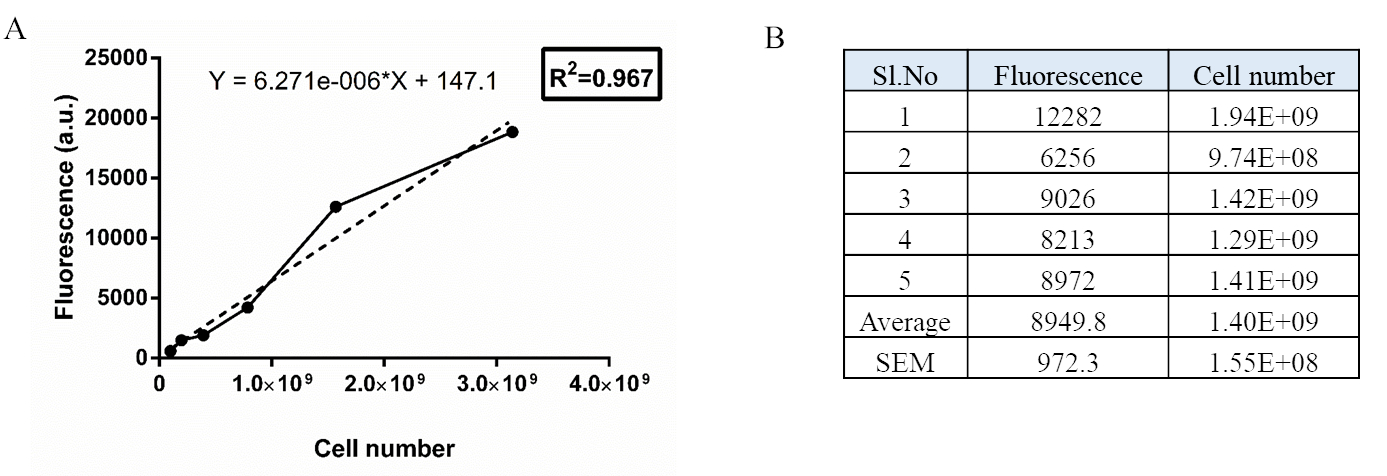 A
Y = 6.271e-006*X + 147.1
R²=0.967
Fluorescence (a.u.)
25000
20000
15000
10000
5000
0
0 1.0×10⁹ 2.0×10⁹ 3.0×10⁹ 4.0×10⁹
Cell number
B
Sl.No Fluorescence Cell number
1 12282 1.94E+09
2 6256 9.74E+08
3 9026 1.42E+09
4 8213 1.29E+09
5 8972 1.41E+09
Average 8949.8 1.40E+09
SEM 972.3 1.55E+08